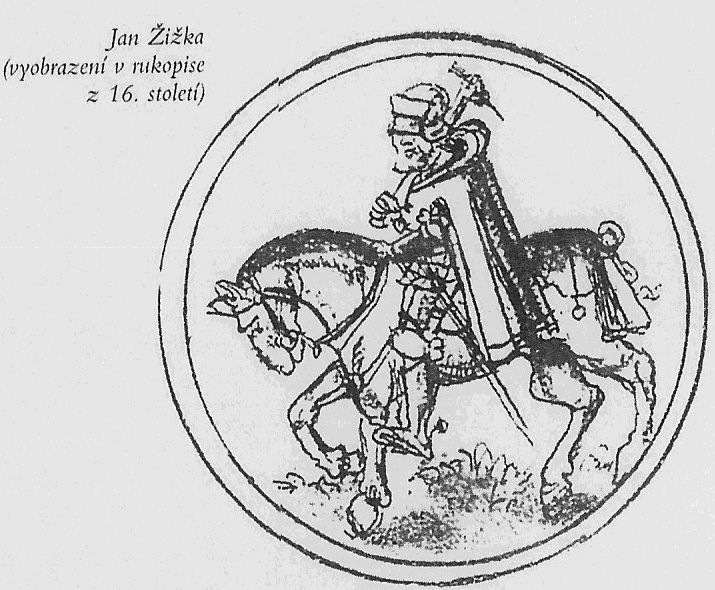 Jan Žižka
(vyobrazení v rukopise
z 16. století)